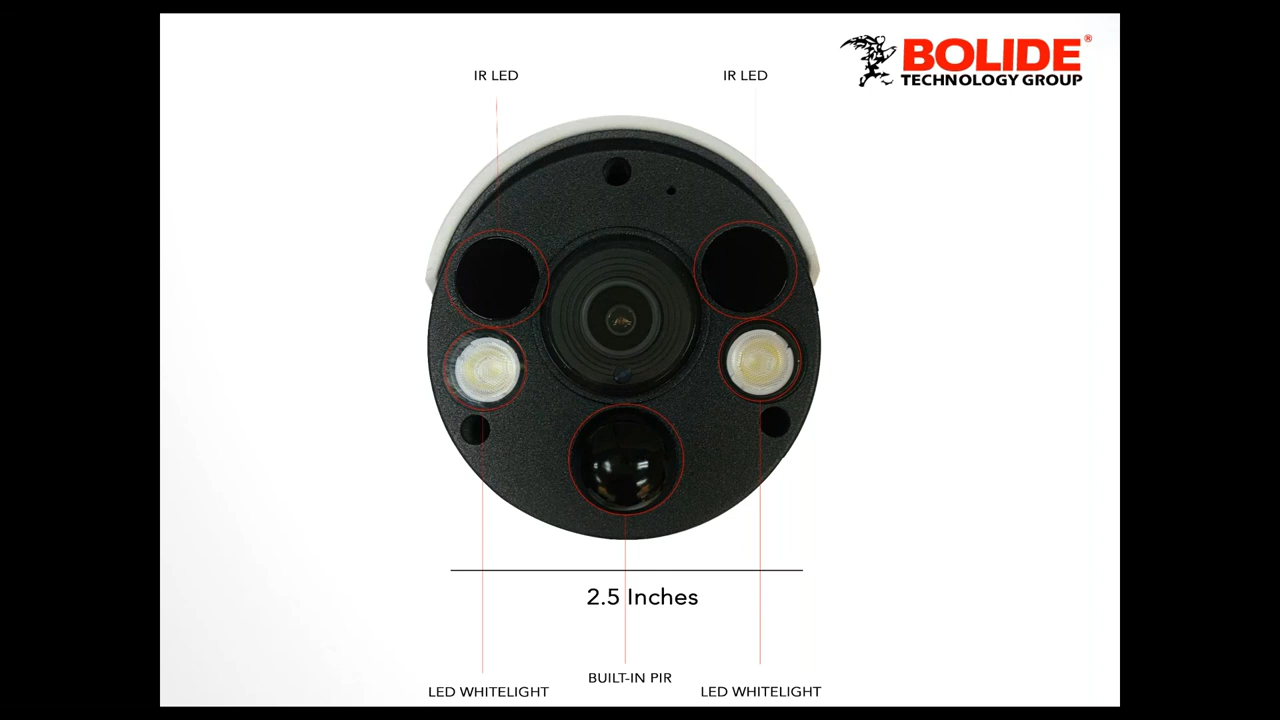 BOLIDE®
TECHNOLOGY GROUP
IR LED
IR LED
2.5 Inches
BUILT-IN PIR
LED WHITELIGHT
LED WHITELIGHT